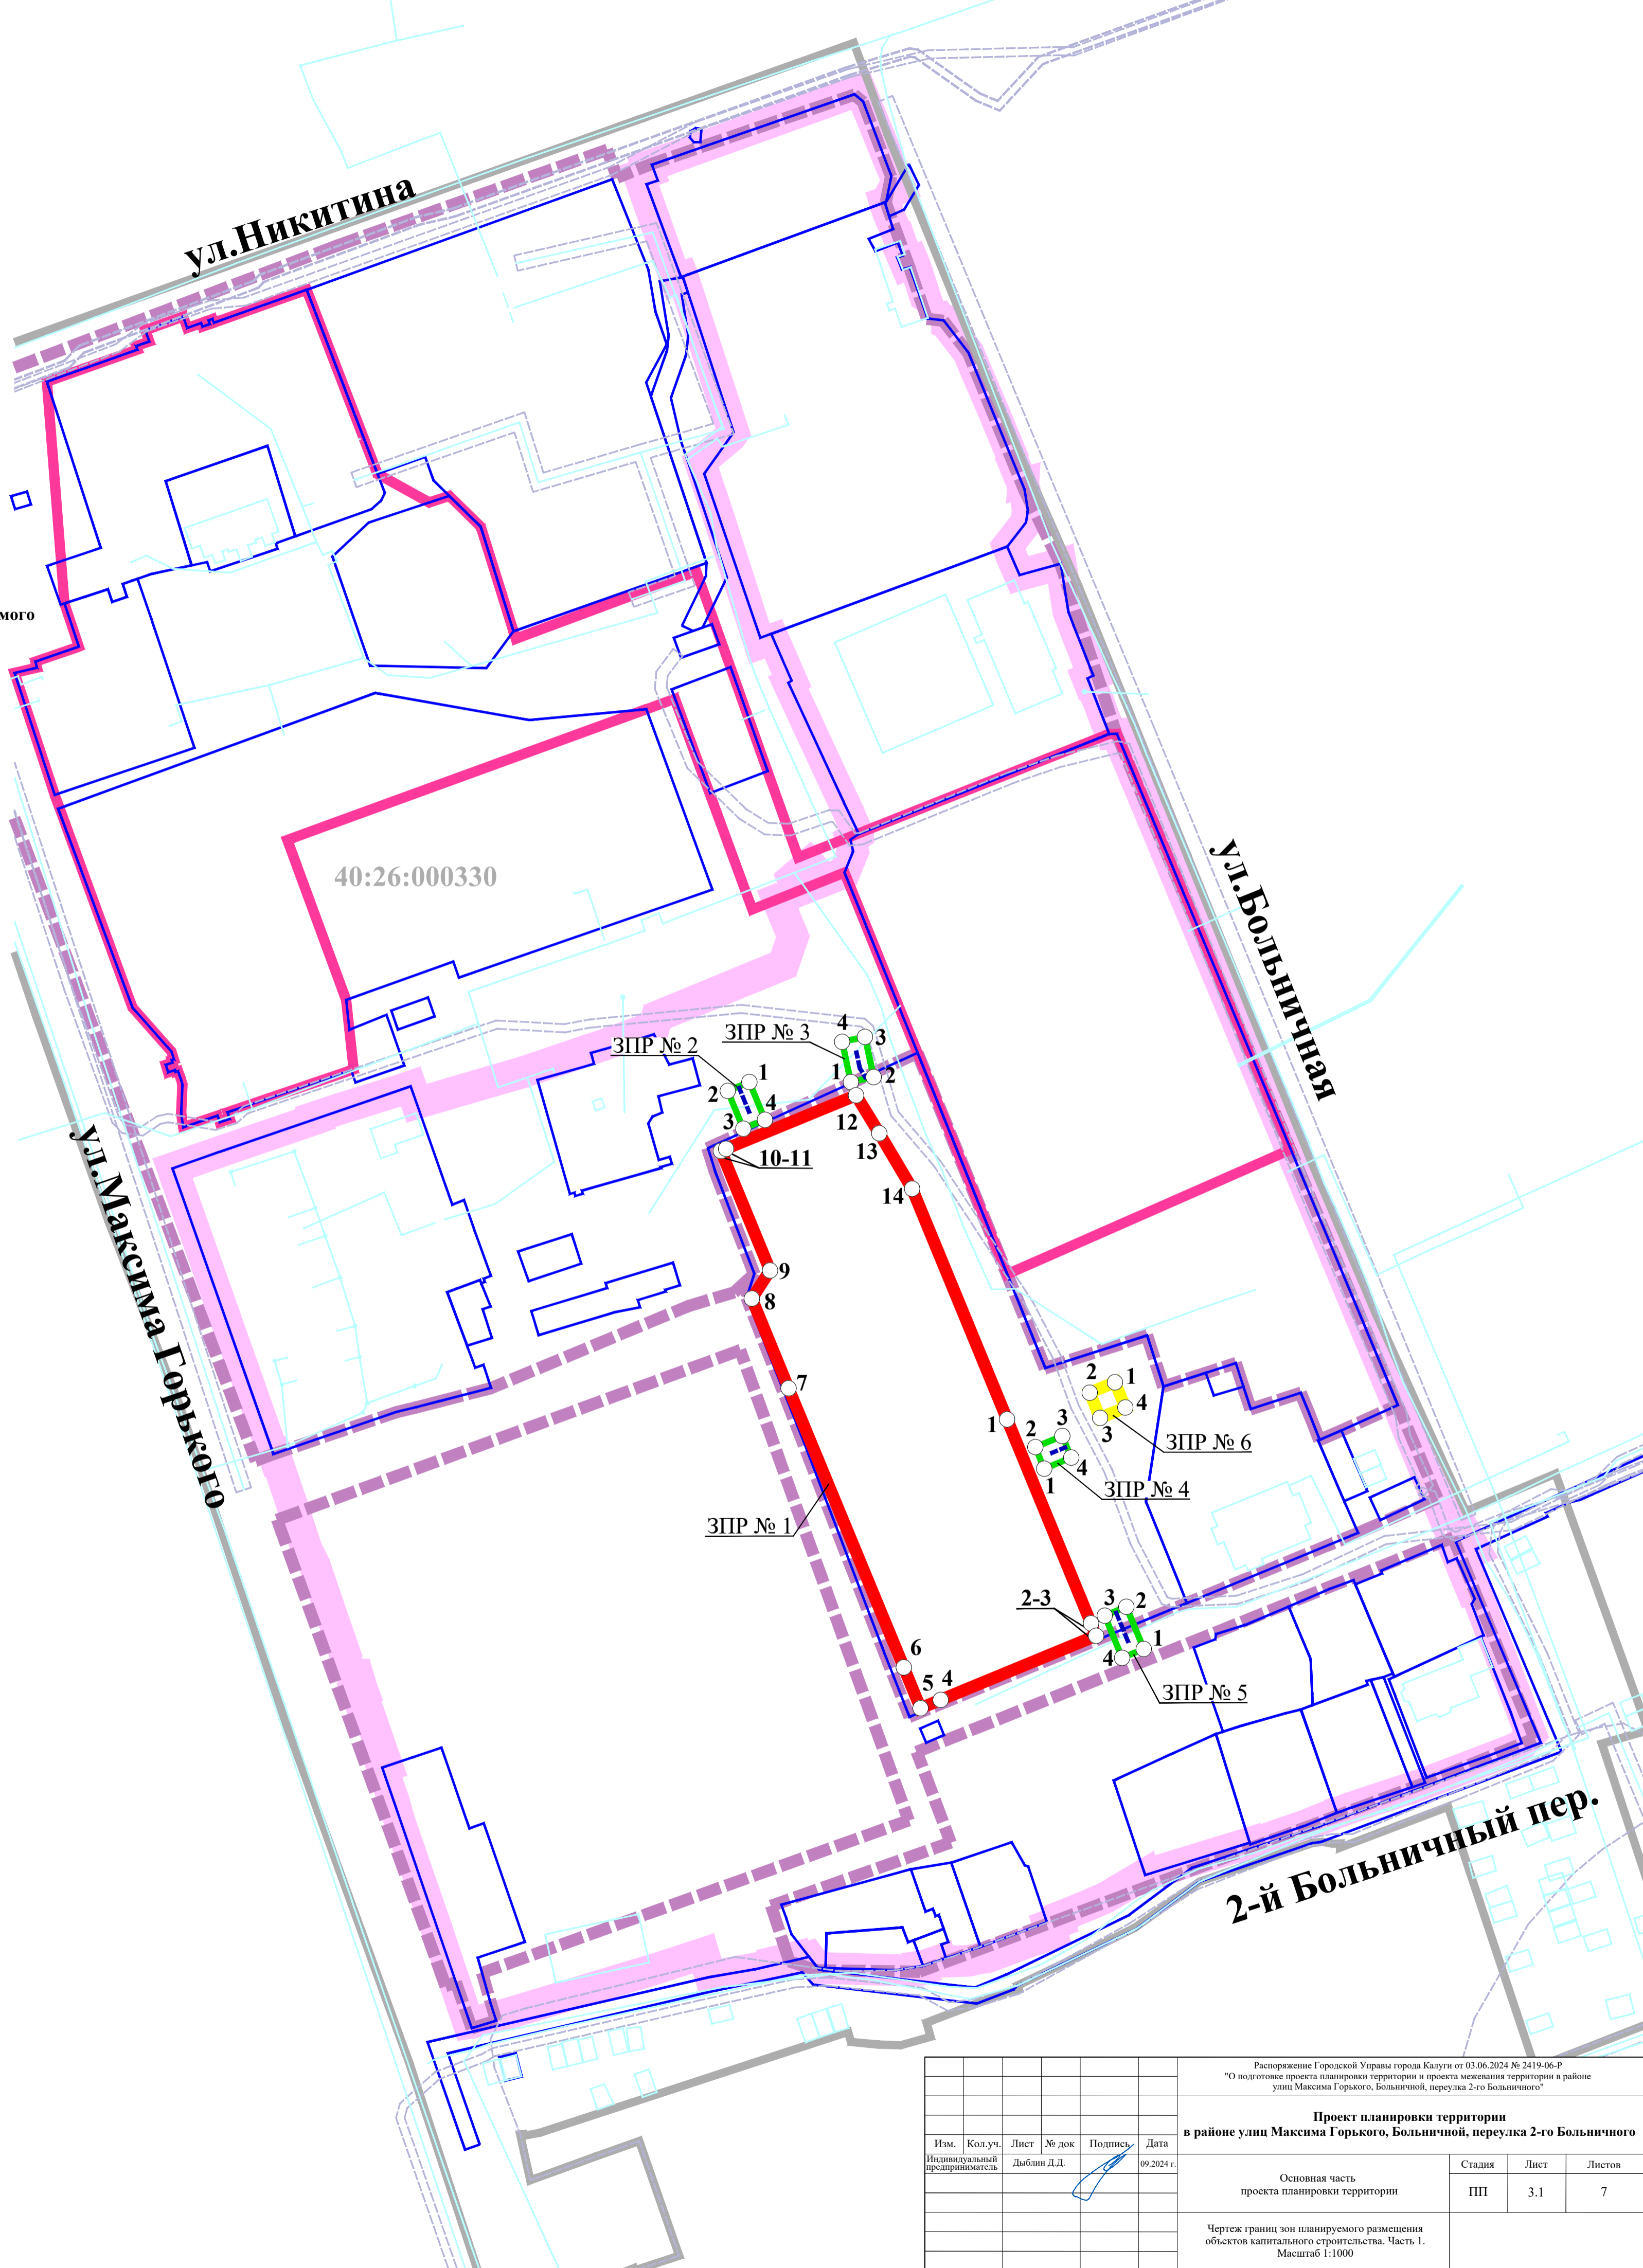 ул.Никитина
мого
40:26:000330
ул.Больничная
ул.Максима Горького
ЗПР № 3
4
3
ЗПР № 2
1
2
1
2
4
3
12
13
10-11
14
9
8
7
1
2
1
4
3
ЗПР № 6
3
2
4
1
ЗПР № 4
ЗПР № 1
2-3
3
2
1
4
6
5
4
ЗПР № 5
2-й Больничный пер.
Распоряжение Городской Управы города Калуги от 03.06.2024 № 2419-06-Р
"О подготовке проекта планировки территории и проекта межевания территории в районе
улиц Максима Горького, Больничной, переулка 2-го Больничного"
Проект планировки территории
в районе улиц Максима Горького, Больничной, переулка 2-го Больничного
Изм. Кол.уч. Лист № док Подпись Дата
Индивидуальный
предприниматель
Дыблин Д.Д.
09.2024 г.
Основная часть
проекта планировки территории
Стадия Лист Листов
ПП 3.1 7
Чертеж границ зон планируемого размещения
объектов капитального строительства. Часть 1.
Масштаб 1:1000